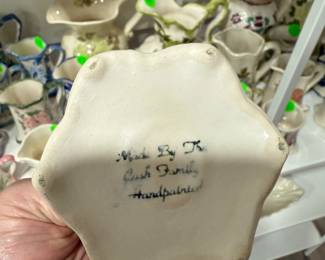 Made By The
Cash Family
Handpainted